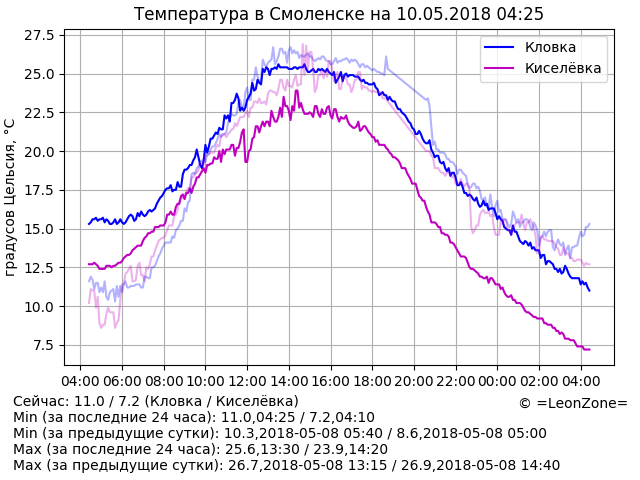 Температура в Смоленске на 10.05.2018 04:25
27.5
25.0
22.5
20.0
17.5
15.0
12.5
10.0
7.5
градусов Цельсия, °C
Кловка
Киселёвка
04:00 06:00 08:00 10:00 12:00 14:00 16:00 18:00 20:00 22:00 00:00 02:00 04:00
Сейчас: 11.0 / 7.2 (Кловка / Киселёвка)
© =LeonZone=
Min (за последние 24 часа): 11.0,04:25 / 7.2,04:10
Min (за предыдущие сутки): 10.3,2018-05-08 05:40 / 8.6,2018-05-08 05:00
Max (за последние 24 часа): 25.6,13:30 / 23.9,14:20
Max (за предыдущие сутки): 26.7,2018-05-08 13:15 / 26.9,2018-05-08 14:40